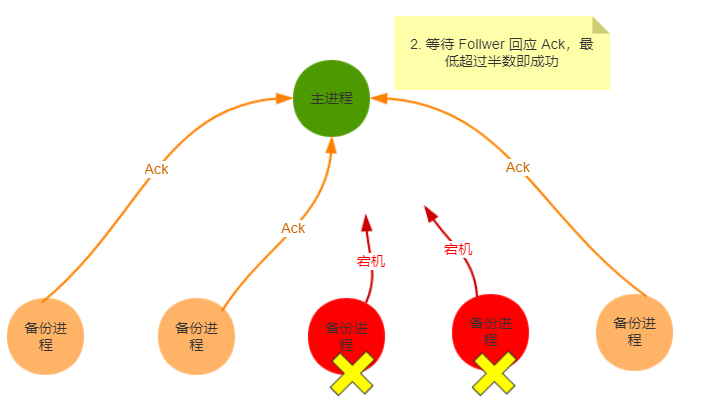 2. 等待 Follwer 回应 Ack，最
低超过半数即成功
主进程
Ack
Ack
Ack
宕机
宕机
备份进
程
备份进
程
备份进
程
备份进
程
备份进
程